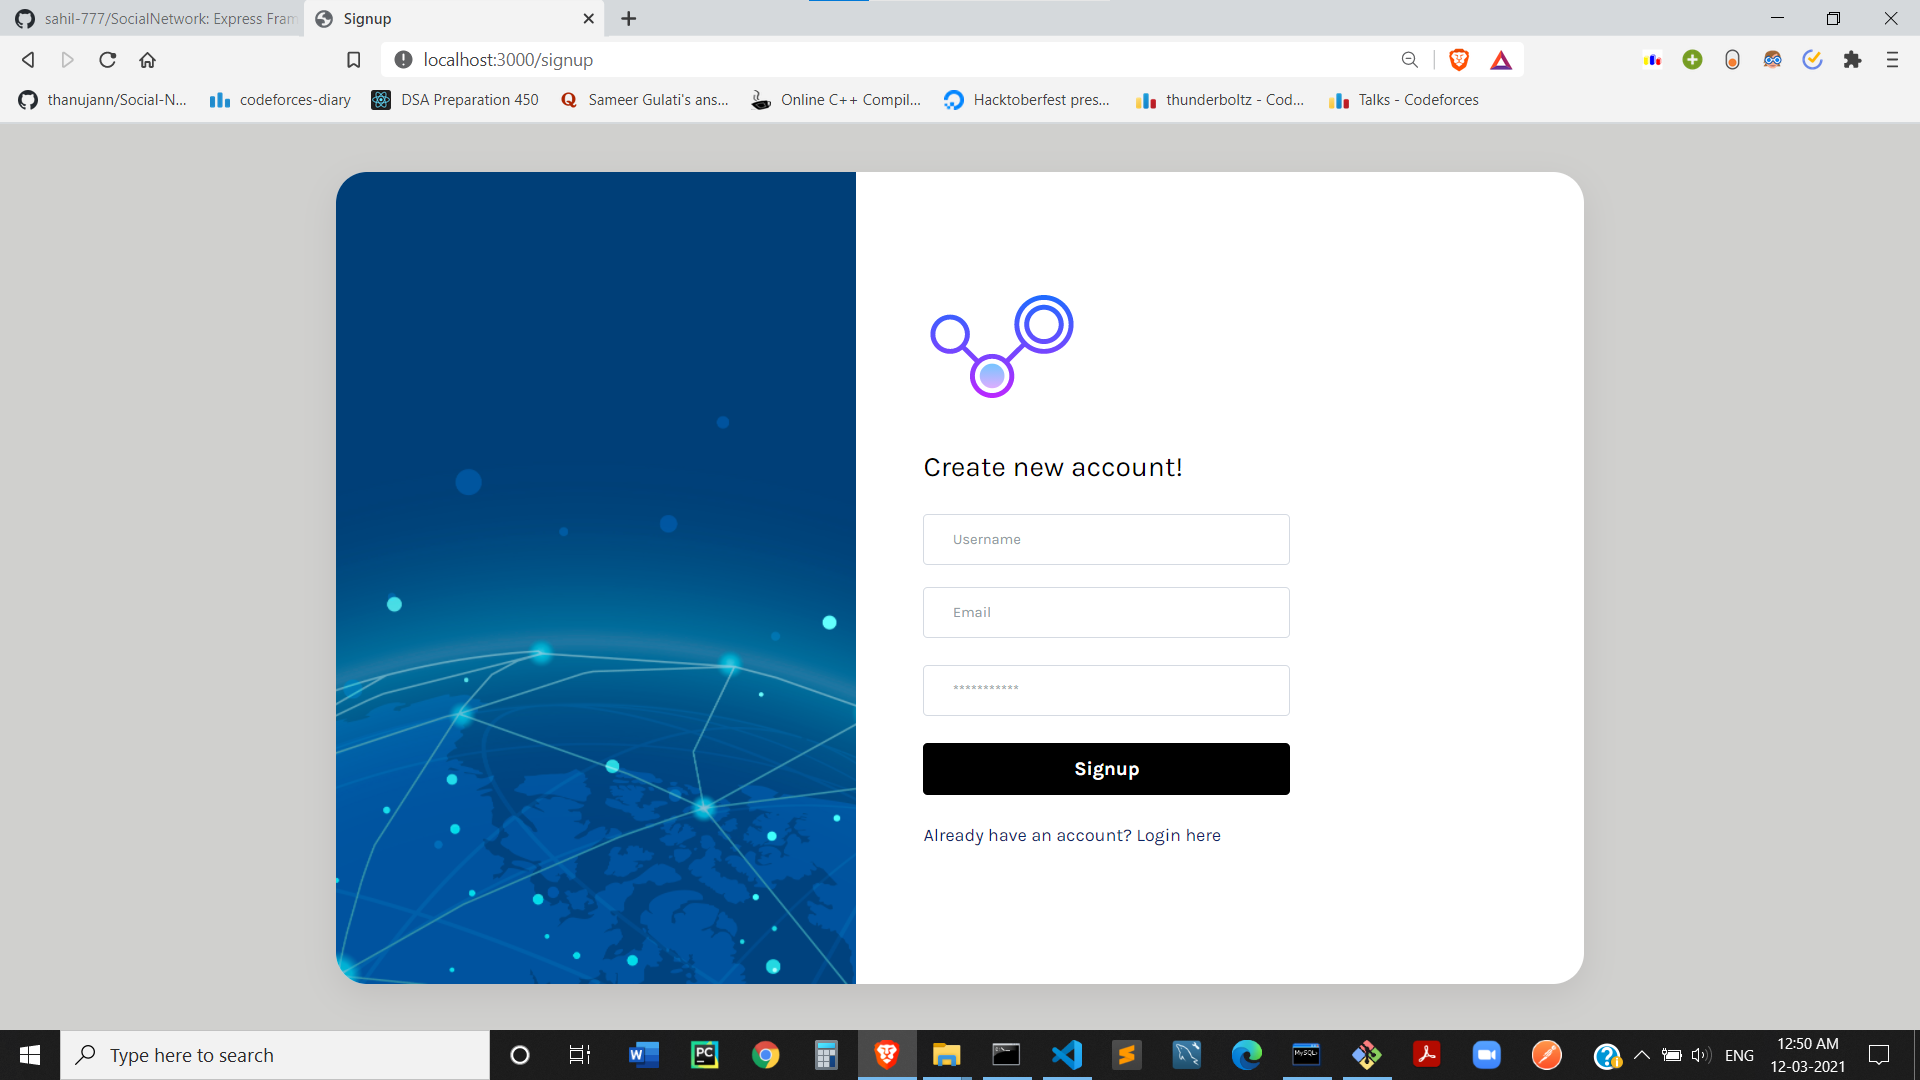 sahil-777/SocialNetwork: Express Fram
Signup
localhost:3000/signup
thanujann/Social-N...
codeforces-diary
DSA Preparation 450
Sameer Gulati's ans...
Online C++ Compil...
Hacktoberfest pres...
thunderboltz - Cod...
Talks - Codeforces
Create new account!
Username
Email
***********
Signup
Already have an account? Login here
Type here to search
ENG
12:50 AM
12-03-2021